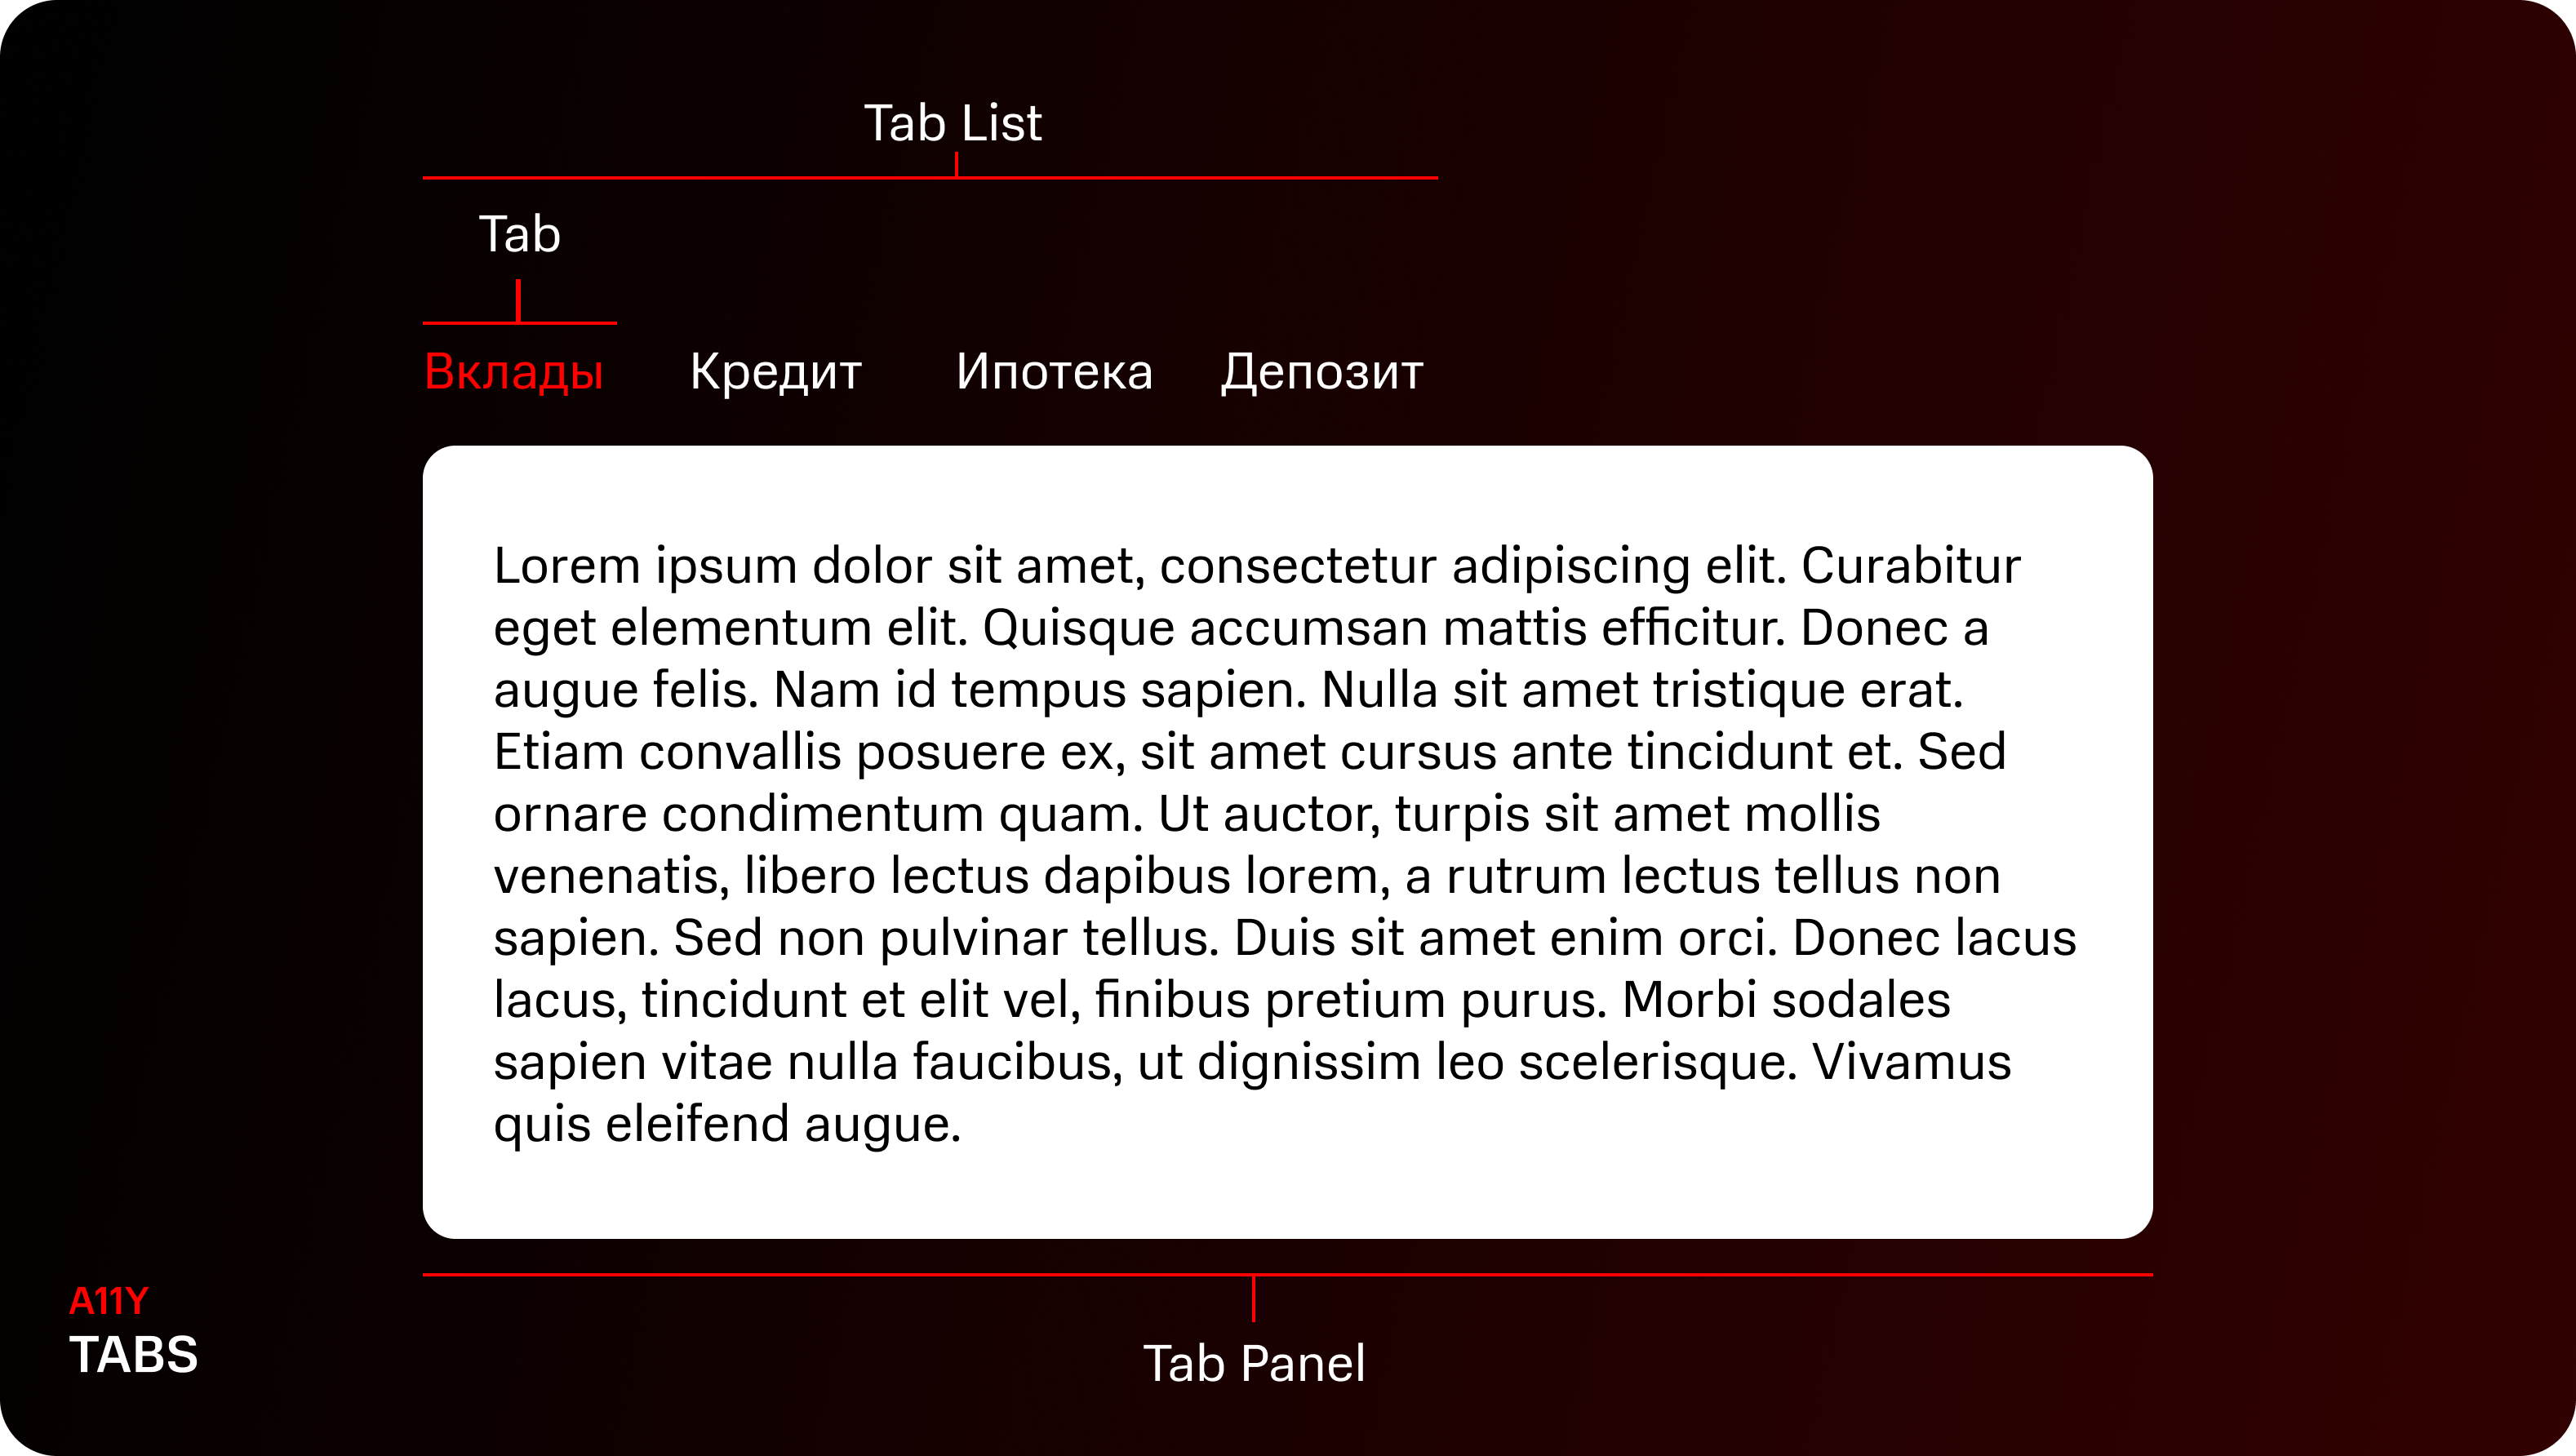 Tab List
Tab
Вклады Кредит Ипотека Депозит
Lorem ipsum dolor sit amet, consectetur adipiscing elit. Curabitur
eget elementum elit. Quisque accumsan mattis efficitur. Donec a
augue felis. Nam id tempus sapien. Nulla sit amet tristique erat.
Etiam convallis posuere ex, sit amet cursus ante tincidunt et. Sed
ornare condimentum quam. Ut auctor, turpis sit amet mollis
venenatis, libero lectus dapibus lorem, a rutrum lectus tellus non
sapien. Sed non pulvinar tellus. Duis sit amet enim orci. Donec lacus
lacus, tincidunt et elit vel, finibus pretium purus. Morbi sodales
sapien vitae nulla faucibus, ut dignissim leo scelerisque. Vivamus
quis eleifend augue.
A11Y
TABS
Tab Panel